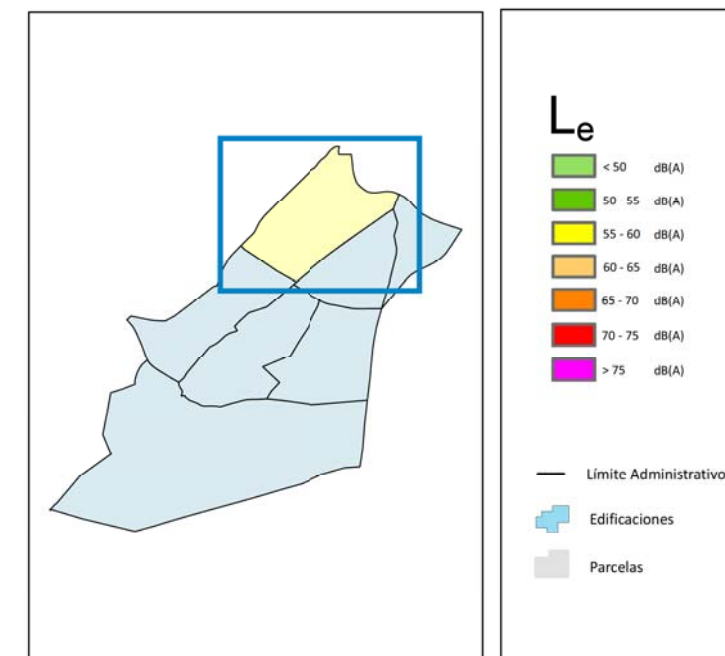 Le
< 50 dB(A)
50 - 55 dB(A)
55 - 60 dB(A)
60 - 65 dB(A)
65 - 70 dB(A)
70 - 75 dB(A)
> 75 dB(A)
Límite Administrativo
Edificaciones
Parcelas